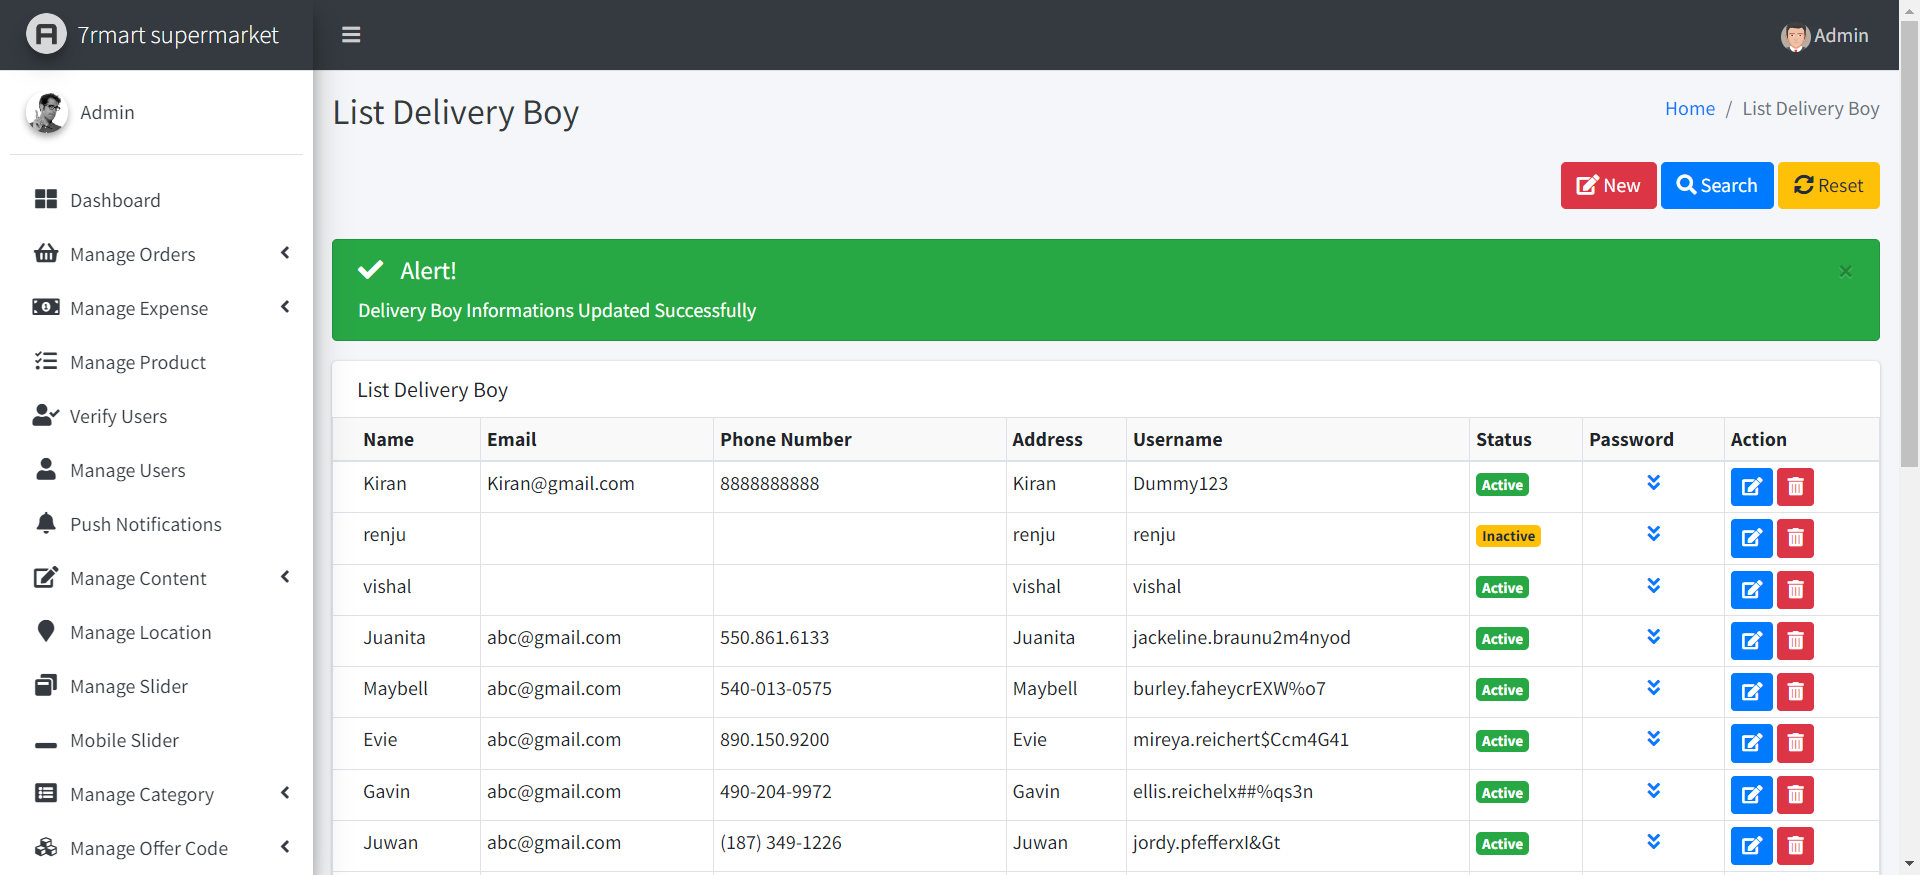 7rmart supermarket
Admin
Admin
Dashboard
Manage Orders
Manage Expense
Manage Product
Verify Users
Manage Users
Push Notifications
Manage Content
Manage Location
Manage Slider
Mobile Slider
Manage Category
Manage Offer Code
List Delivery Boy
Home / List Delivery Boy
New Search Reset
Alert! ×
Delivery Boy Informations Updated Successfully
List Delivery Boy
Name Email Phone Number Address Username Status Password Action
Kiran Kiran@gmail.com 8888888888 Kiran Dummy123 Active
renju renju renju Inactive
vishal vishal vishal Active
Juanita abc@gmail.com 550.861.6133 Juanita jackeline.braunu2m4nyod Active
Maybell abc@gmail.com 540-013-0575 Maybell burley.faheycrEXW%o7 Active
Evie abc@gmail.com 890.150.9200 Evie mireya.reichert$Ccm4G41 Active
Gavin abc@gmail.com 490-204-9972 Gavin ellis.reichelx##%qs3n Active
Juwan abc@gmail.com (187) 349-1226 Juwan jordy.pfefferxI&Gt Active